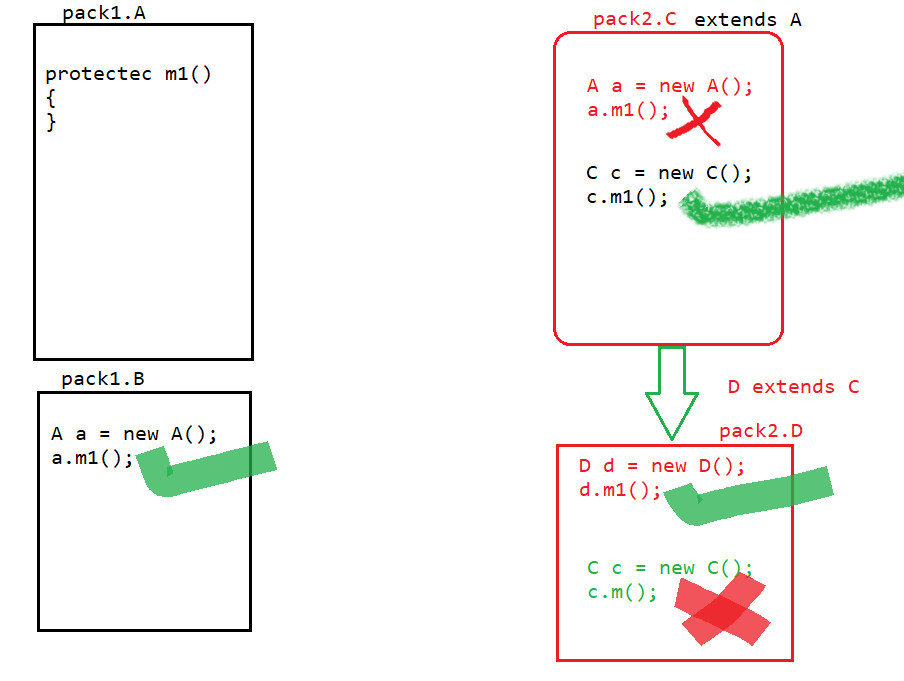 pack1.A
protectec m1()
{
}
pack1.B
A a = new A();
a.m1();
pack2.C extends A
A a = new A();
a.m1();
C c = new C();
c.m1();
D extends C
pack2.D
D d = new D();
d.m1();
C c = new C();
c.m();